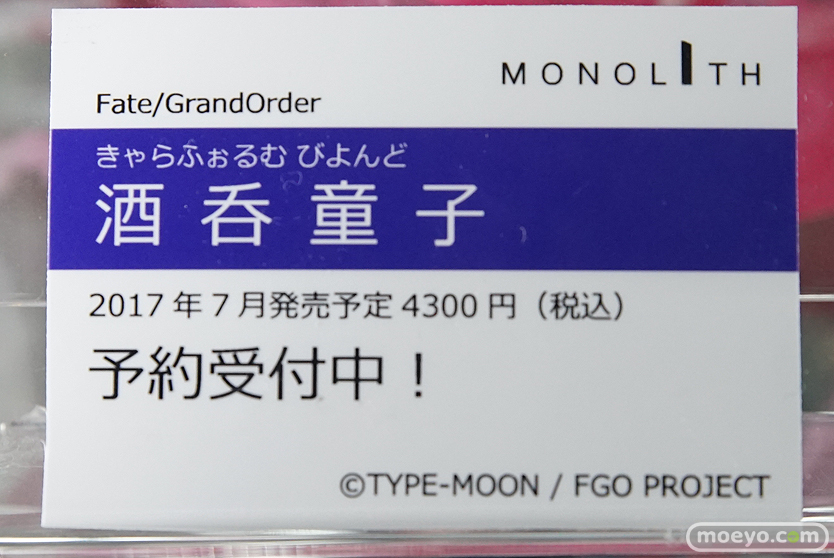 MONOLITH
Fate/GrandOrder
きゃらふぉるむ びよんど
酒呑童子
2017年7月発売予定 4300円（税込）
予約受付中！
©TYPE-MOON / FGO PROJECT
moeyo.com